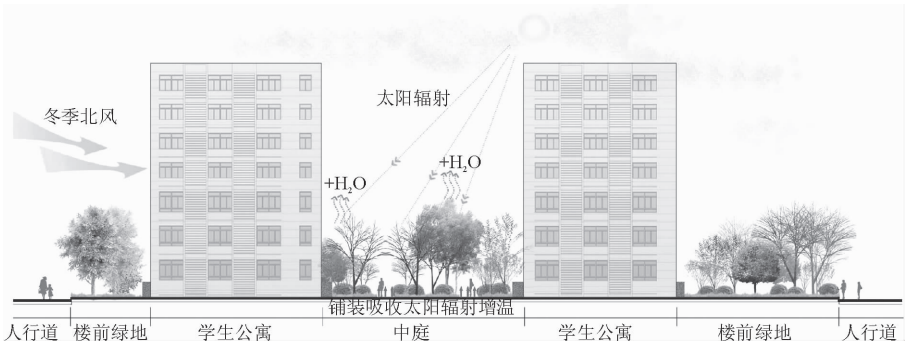 太阳辐射
冬季北风
+H₂O
+H₂O
铺装吸收太阳辐射增温
人行道 楼前绿地 学生公寓 中庭 学生公寓 楼前绿地 人行道